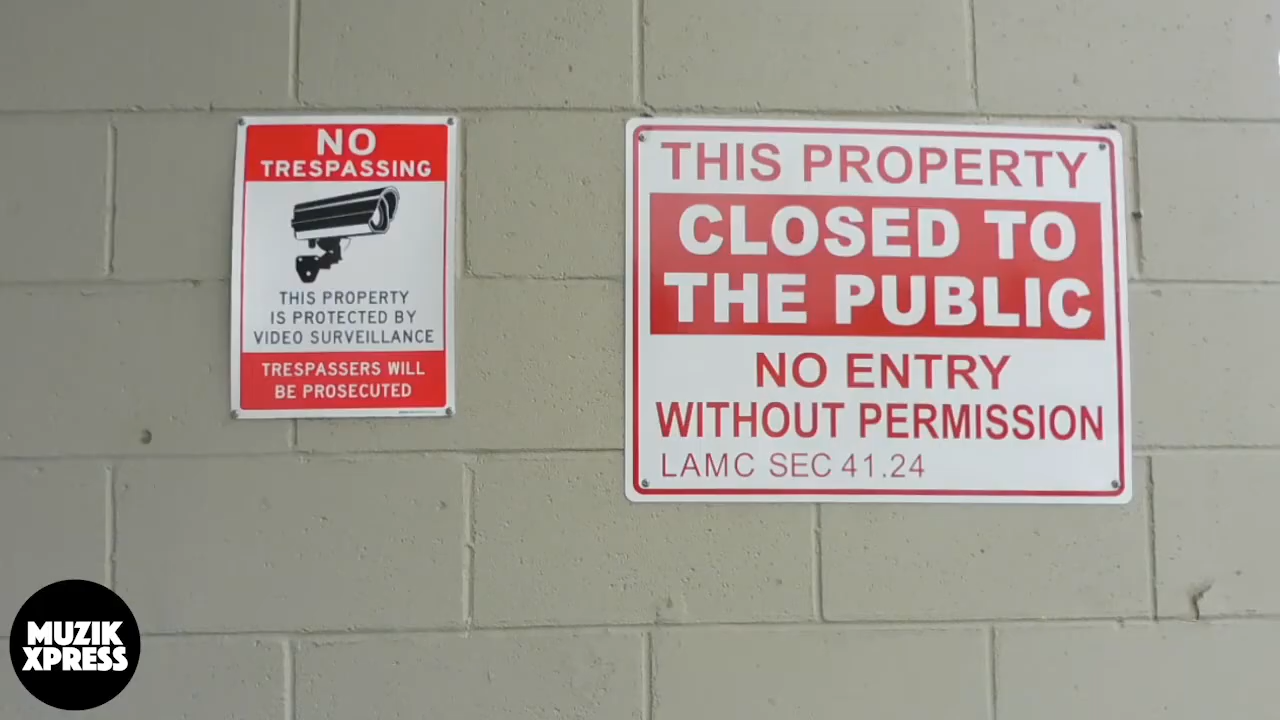 NO
TRESPASSING
THIS PROPERTY
IS PROTECTED BY
VIDEO SURVEILLANCE
TRESPASSERS WILL
BE PROSECUTED
THIS PROPERTY
CLOSED TO
THE PUBLIC
NO ENTRY
WITHOUT PERMISSION
LAMC SEC 41.24
MUZIK
XPRESS